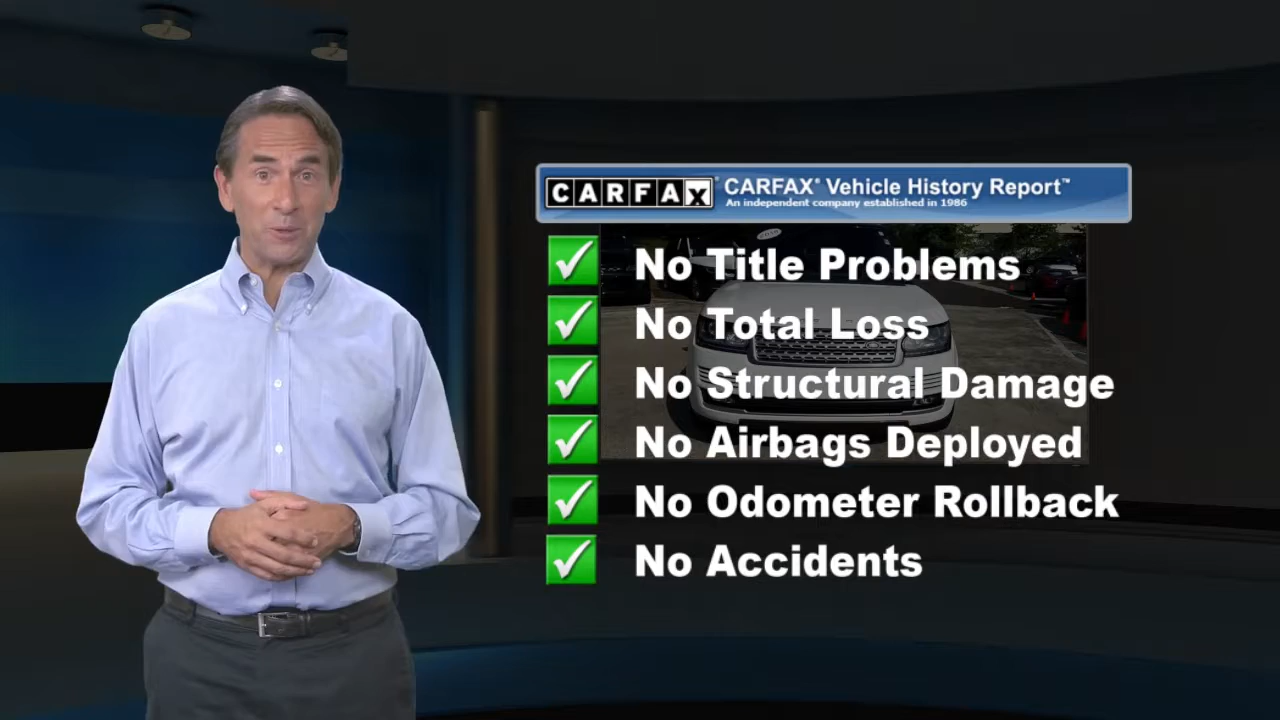 CARFAX® CARFAX® Vehicle History Report™
An independent company established in 1986
No Title Problems
No Total Loss
No Structural Damage
No Airbags Deployed
No Odometer Rollback
No Accidents